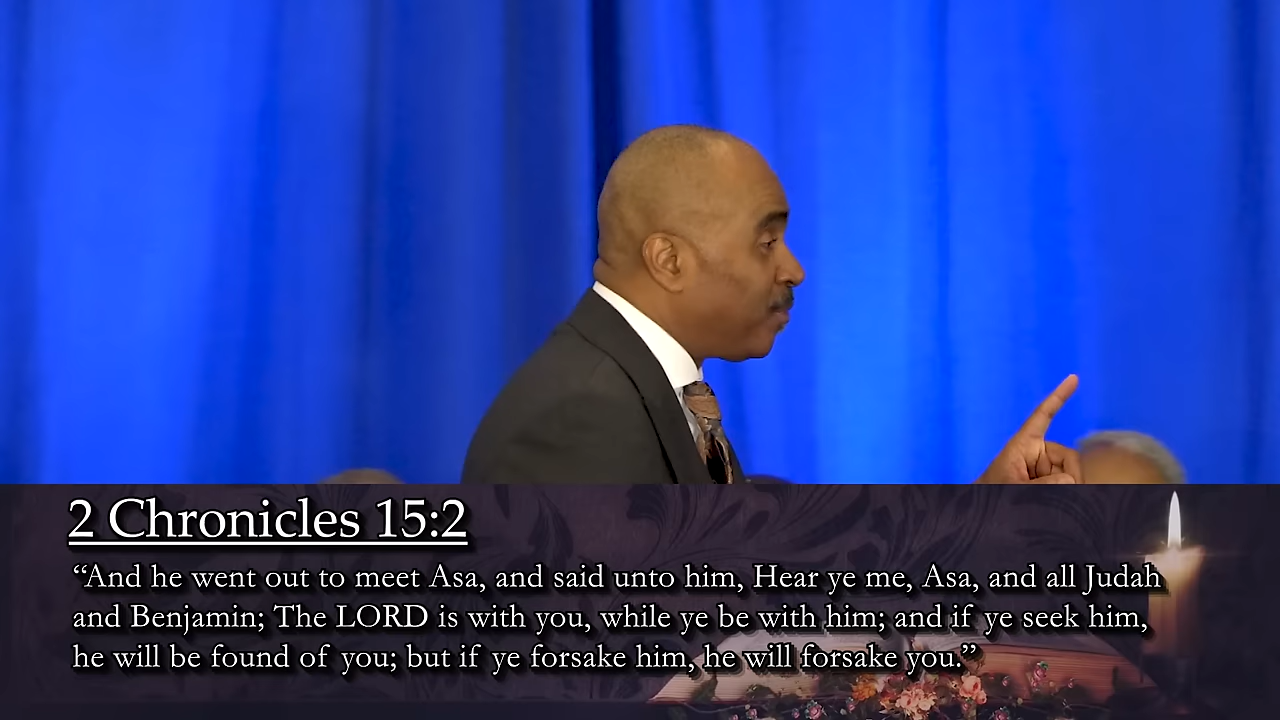 2 Chronicles 15:2
“And he went out to meet Asa, and said unto him, Hear ye me, Asa, and all Judah
and Benjamin; The LORD is with you, while ye be with him; and if ye seek him,
he will be found of you; but if ye forsake him, he will forsake you.”